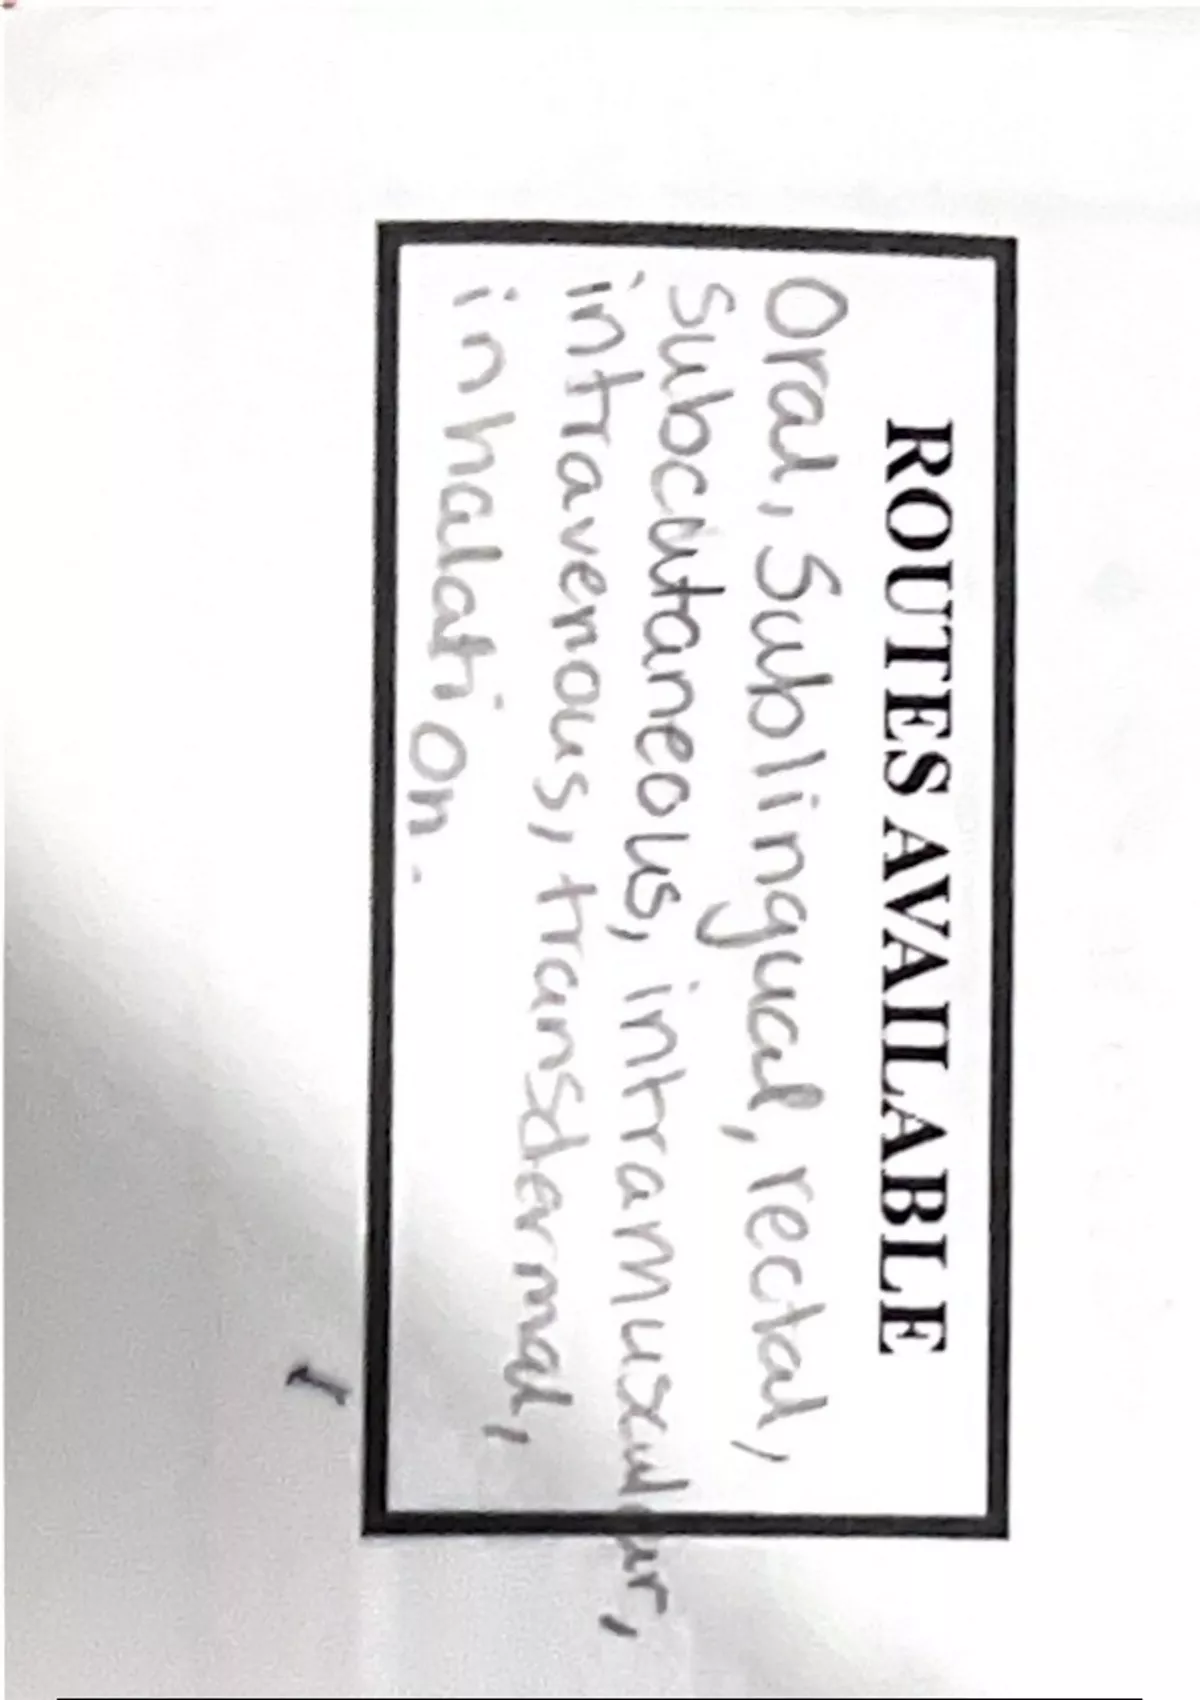 ROUTES AVAILABLE
Oral, Sublingual, rectal,
Subcutaneous, intramuscular,
intravenous, transdermal,
inhalation.